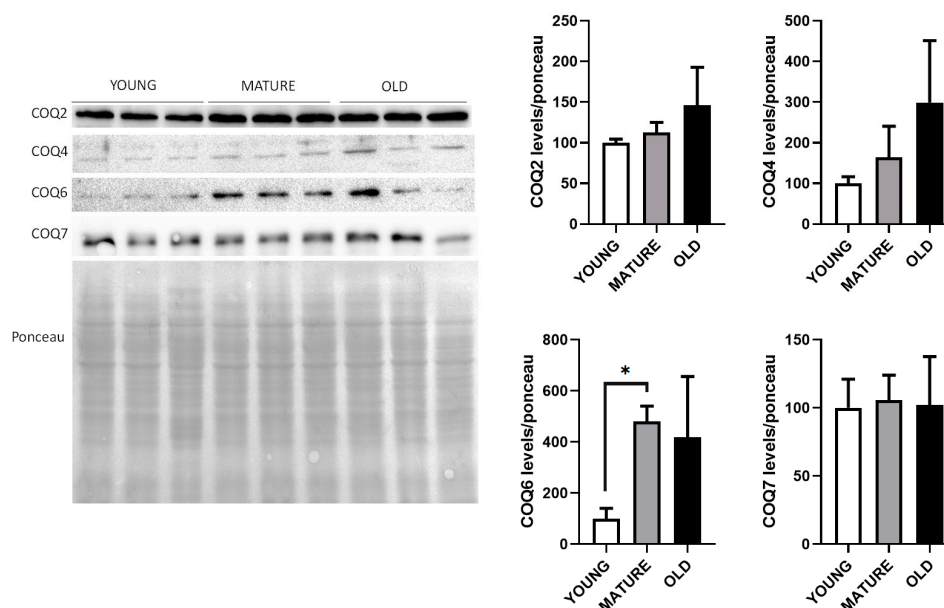 YOUNG MATURE OLD
COQ2
COQ4
COQ6
COQ7
Ponceau
COQ2 levels/ponceau
250
200
150
100
50
0
YOUNG
MATURE
OLD
COQ4 levels/ponceau
500
400
300
200
100
0
YOUNG
MATURE
OLD
COQ6 levels/ponceau
800
600
400
200
0
*
YOUNG
MATURE
OLD
COQ7 levels/ponceau
150
100
50
0
YOUNG
MATURE
OLD